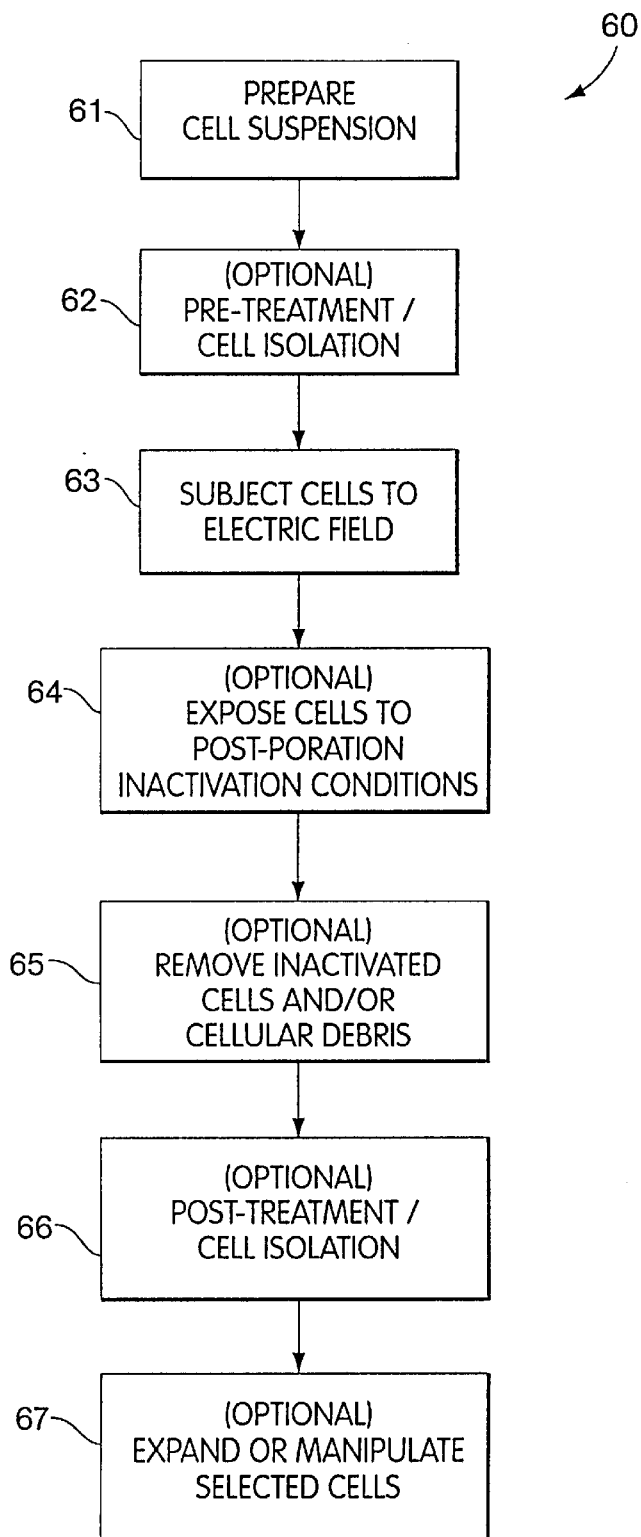 60
61
PREPARE
CELL SUSPENSION
62
(OPTIONAL)
PRE-TREATMENT /
CELL ISOLATION
63
SUBJECT CELLS TO
ELECTRIC FIELD
64
(OPTIONAL)
EXPOSE CELLS TO
POST-PORATION
INACTIVATION CONDITIONS
65
(OPTIONAL)
REMOVE INACTIVATED
CELLS AND/OR
CELLULAR DEBRIS
66
(OPTIONAL)
POST-TREATMENT /
CELL ISOLATION
67
(OPTIONAL)
EXPAND OR MANIPULATE
SELECTED CELLS